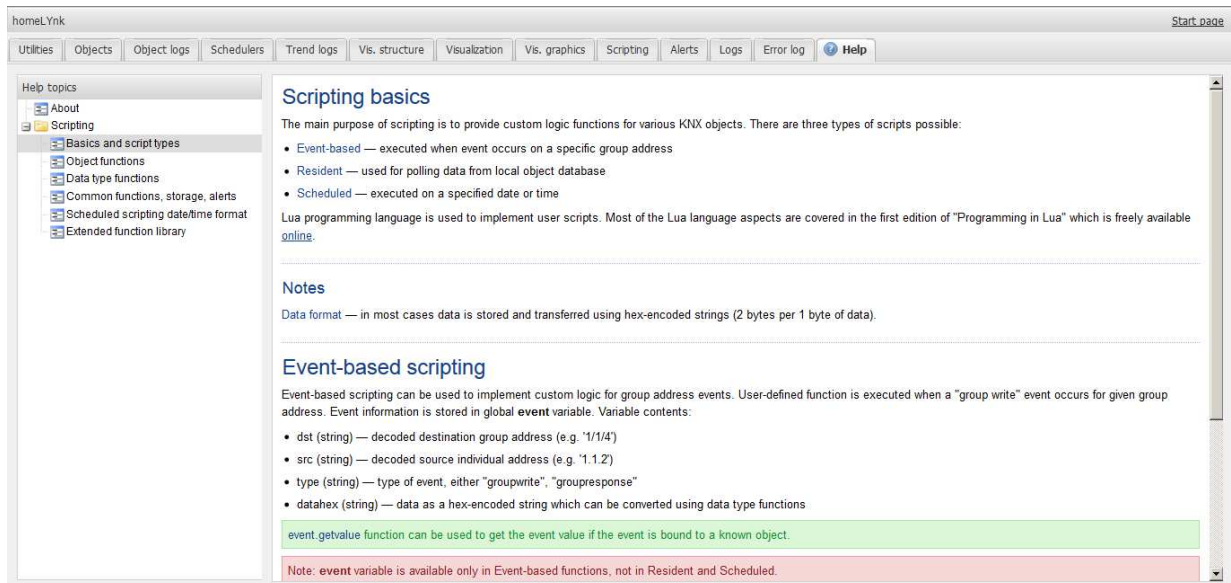 homeLYnk
Start page
Utilities
Objects
Object logs
Schedulers
Trend logs
Vis. structure
Visualization
Vis. graphics
Scripting
Alerts
Logs
Error log
Help
Help topics
About
Scripting
Basics and script types
Object functions
Data type functions
Common functions, storage, alerts
Scheduled scripting date/time format
Extended function library
Scripting basics
The main purpose of scripting is to provide custom logic functions for various KNX objects. There are three types of scripts possible:
• Event-based — executed when event occurs on a specific group address
• Resident — used for polling data from local object database
• Scheduled — executed on a specified date or time
Lua programming language is used to implement user scripts. Most of the Lua language aspects are covered in the first edition of "Programming in Lua" which is freely available
online.
Notes
Data format — in most cases data is stored and transferred using hex-encoded strings (2 bytes per 1 byte of data).
Event-based scripting
Event-based scripting can be used to implement custom logic for group address events. User-defined function is executed when a "group write" event occurs for given group
address. Event information is stored in global event variable. Variable contents:
• dst (string) — decoded destination group address (e.g. '1/1/4')
• src (string) — decoded source individual address (e.g. '1.1.2')
• type (string) — type of event, either "groupwrite", "groupresponse"
• datahex (string) — data as a hex-encoded string which can be converted using data type functions
event.getvalue function can be used to get the event value if the event is bound to a known object.
Note: event variable is available only in Event-based functions, not in Resident and Scheduled.